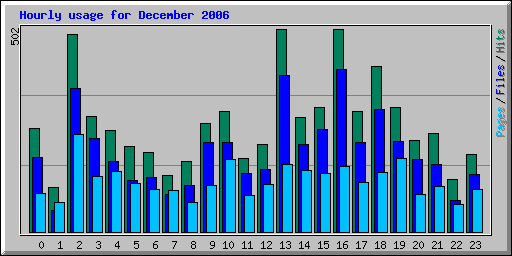 Hourly usage for December 2006
502
Pages/Files/Hits
0 1 2 3 4 5 6 7 8 9 10 11 12 13 14 15 16 17 18 19 20 21 22 23